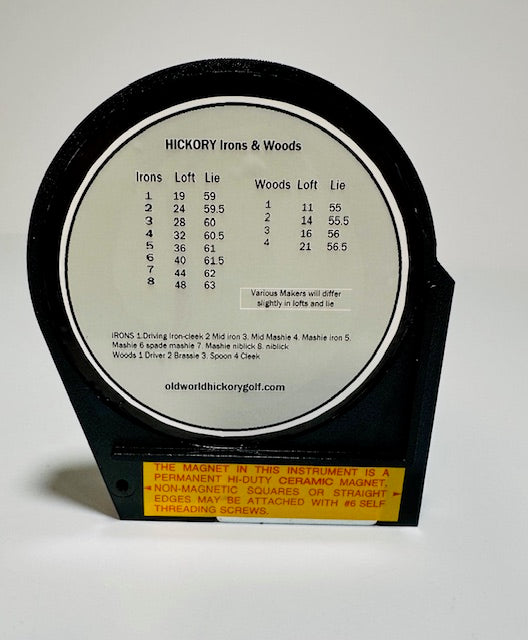 HICKORY Irons & Woods
Irons Loft Lie
1 19 59
2 24 59.5
3 28 60
4 32 60.5
5 36 61
6 40 61.5
7 44 62
8 48 63
Woods Loft Lie
1 11 55
2 14 55.5
3 16 56
4 21 56.5
Various Makers will differ
slightly in lofts and lie
IRONS 1.Driving Iron-cleek 2 Mid iron 3. Mid Mashie 4. Mashie iron 5.
Mashie 6 spade mashie 7. Mashie niblick 8. niblick
Woods 1 Driver 2 Brassie 3. Spoon 4 Cleek
oldworldhickorygolf.com
THE MAGNET IN THIS INSTRUMENT IS A
PERMANENT HI-DUTY CERAMIC MAGNET.
NON-MAGNETIC SQUARES OR STRAIGHT
EDGES MAY BE ATTACHED WITH #6 SELF
THREADING SCREWS.